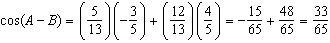 cos(A − B) = (5/13)(−3/5) + (12/13)(4/5) = −15/65 + 48/65 = 33/65